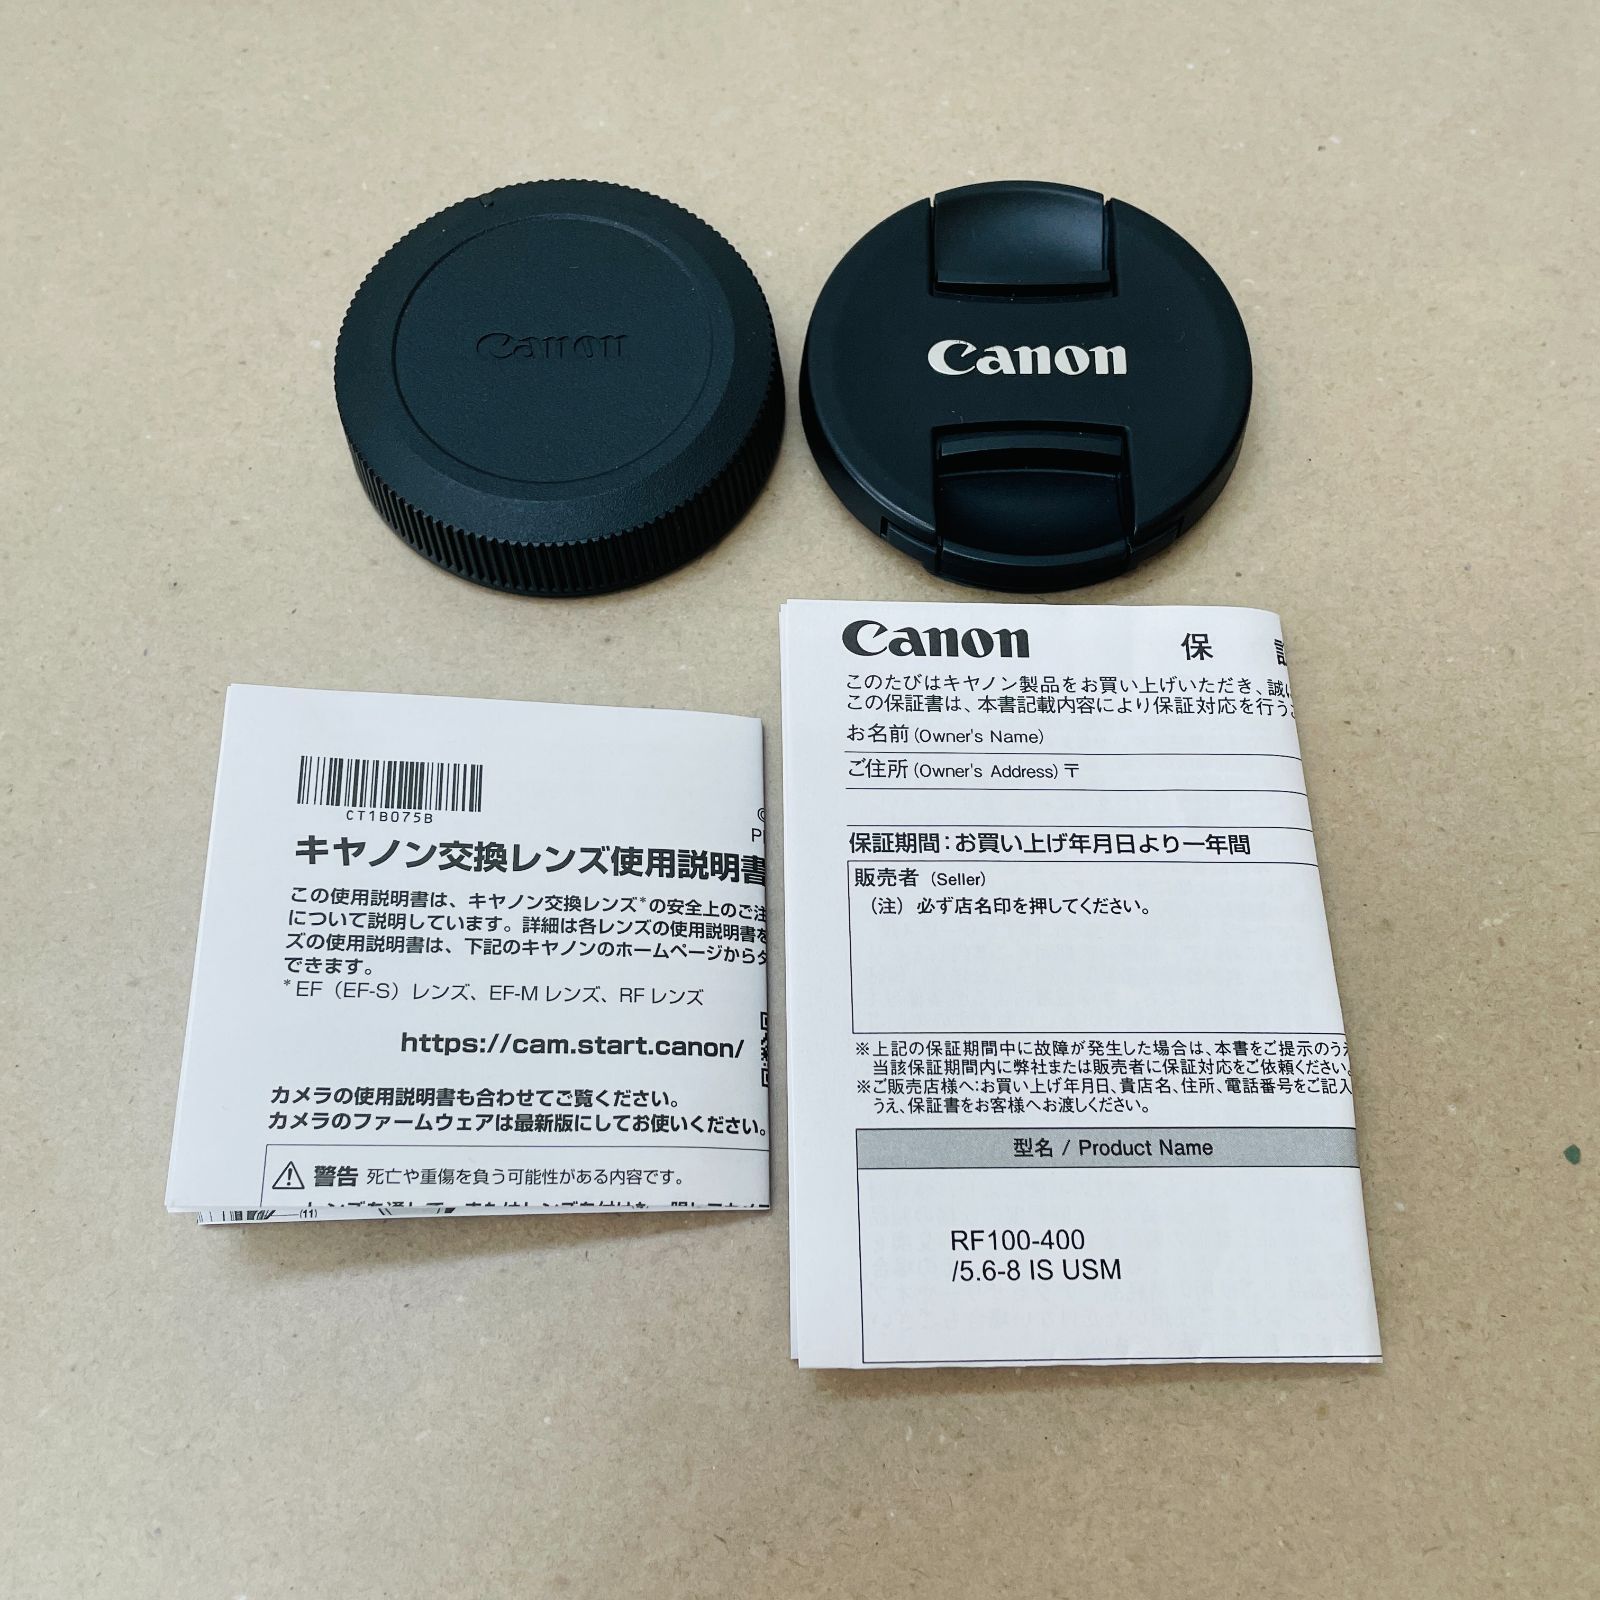 Canon
Canon
CT1B075B
キヤノン交換レンズ使用説明書
この使用説明書は、キヤノン交換レンズ*の安全上のご注
について説明しています。詳細は各レンズの使用説明書を
ズの使用説明書は、下記のキヤノンのホームページから
できます。
*EF（EF-S）レンズ、EF-M レンズ、RF レンズ
https://cam.start.canon/
カメラの使用説明書も合わせてご覧ください。
カメラのファームウェアは最新版にしてお使いください。
警告 死亡や重傷を負う可能性がある内容です。
(11)
Canon 保
このたびはキヤノン製品をお買い上げいただき、誠に
この保証書は、本書記載内容により保証対応を行う
お名前 (Owner's Name)
ご住所 (Owner's Address) 〒
保証期間：お買い上げ年月日より一年間
販売者 (Seller)
（注）必ず店名印を押してください。
※上記の保証期間中に故障が発生した場合は、本書をご提示のう
当該保証期間内に弊社または販売者に保証対応をご依頼ください。
※ご販売店様へ：お買い上げ年月日、貴店名、住所、電話番号をご記入
うえ、保証書をお客様へお渡しください。
型名 / Product Name
RF100-400
/5.6-8 IS USM